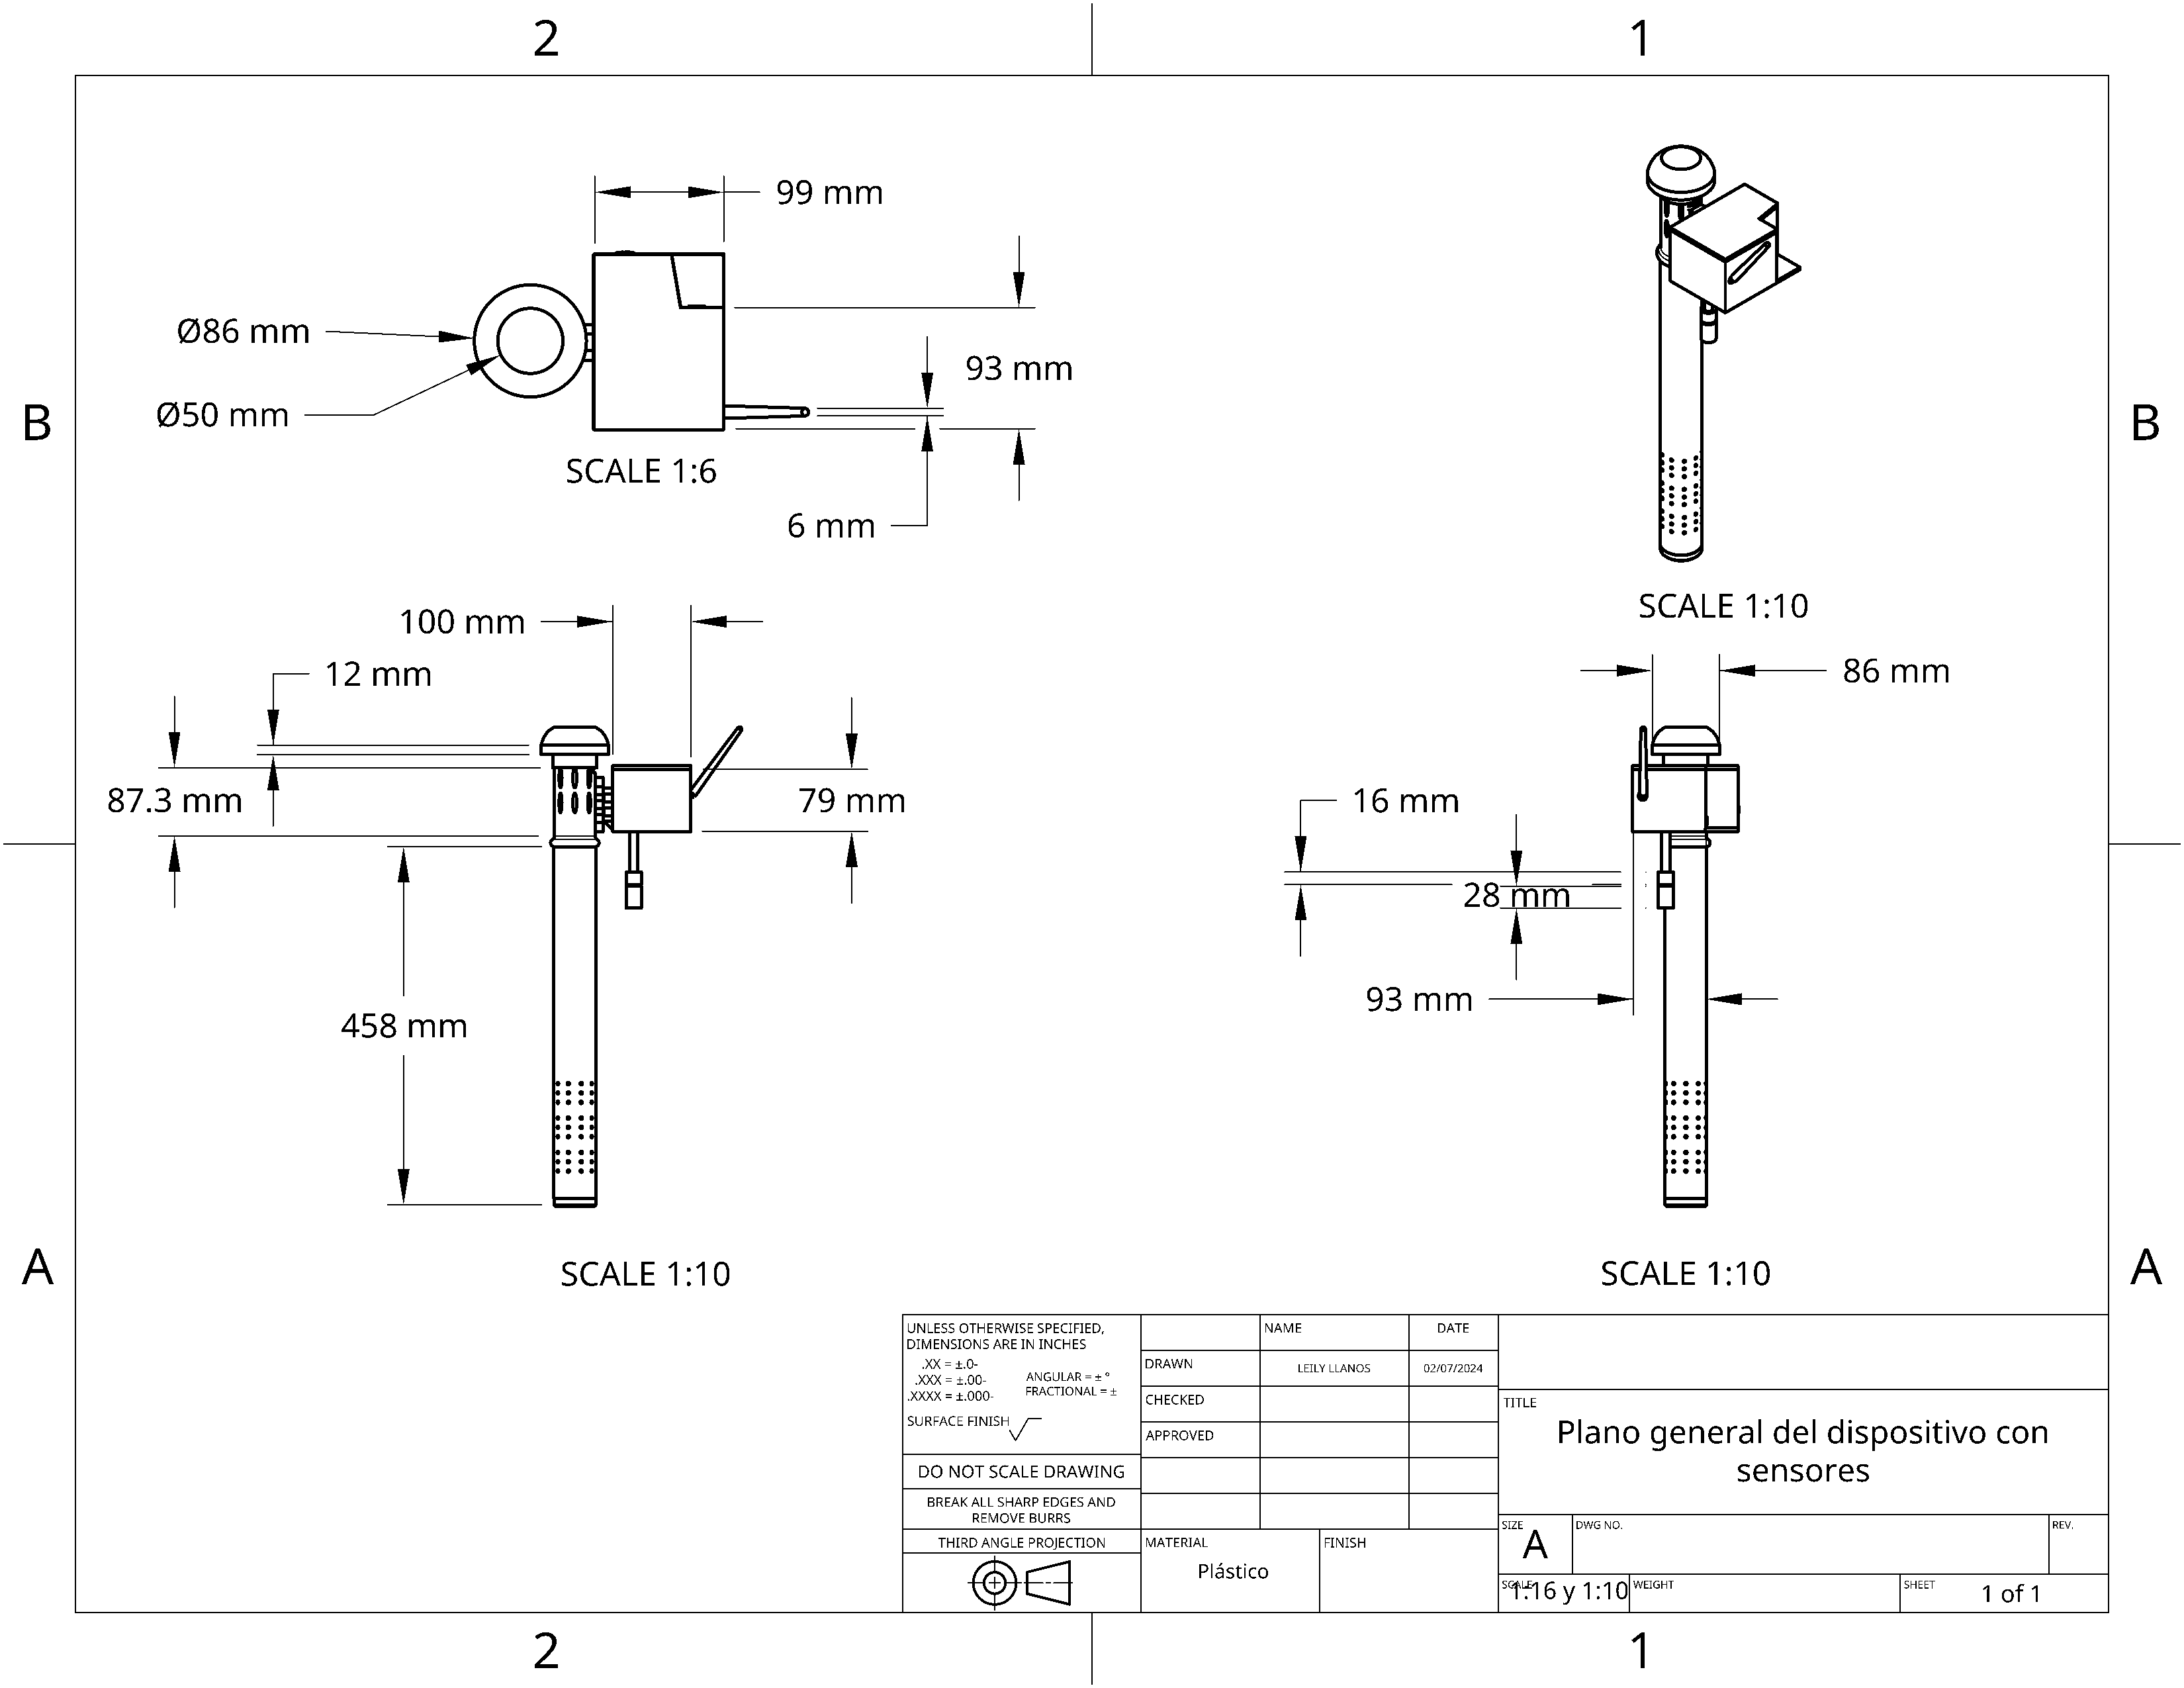 2
1
99 mm
Ø86 mm
93 mm
B
Ø50 mm
B
SCALE 1:6
6 mm
SCALE 1:10
100 mm
12 mm
86 mm
87.3 mm
79 mm
16 mm
28 mm
93 mm
458 mm
A
SCALE 1:10
SCALE 1:10
A
UNLESS OTHERWISE SPECIFIED,
DIMENSIONS ARE IN INCHES
.XX = ±.0-
.XXX = ±.00-
.XXXX = ±.000-
ANGULAR = ± °
FRACTIONAL = ±
SURFACE FINISH
DO NOT SCALE DRAWING
BREAK ALL SHARP EDGES AND
REMOVE BURRS
THIRD ANGLE PROJECTION
NAME
DATE
DRAWN
LEILY LLANOS
02/07/2024
CHECKED
APPROVED
MATERIAL
Plástico
FINISH
TITLE
Plano general del dispositivo con
sensores
SIZE
A
DWG NO.
REV.
SCALE
1:16 y 1:10
WEIGHT
SHEET
1 of 1
2
1